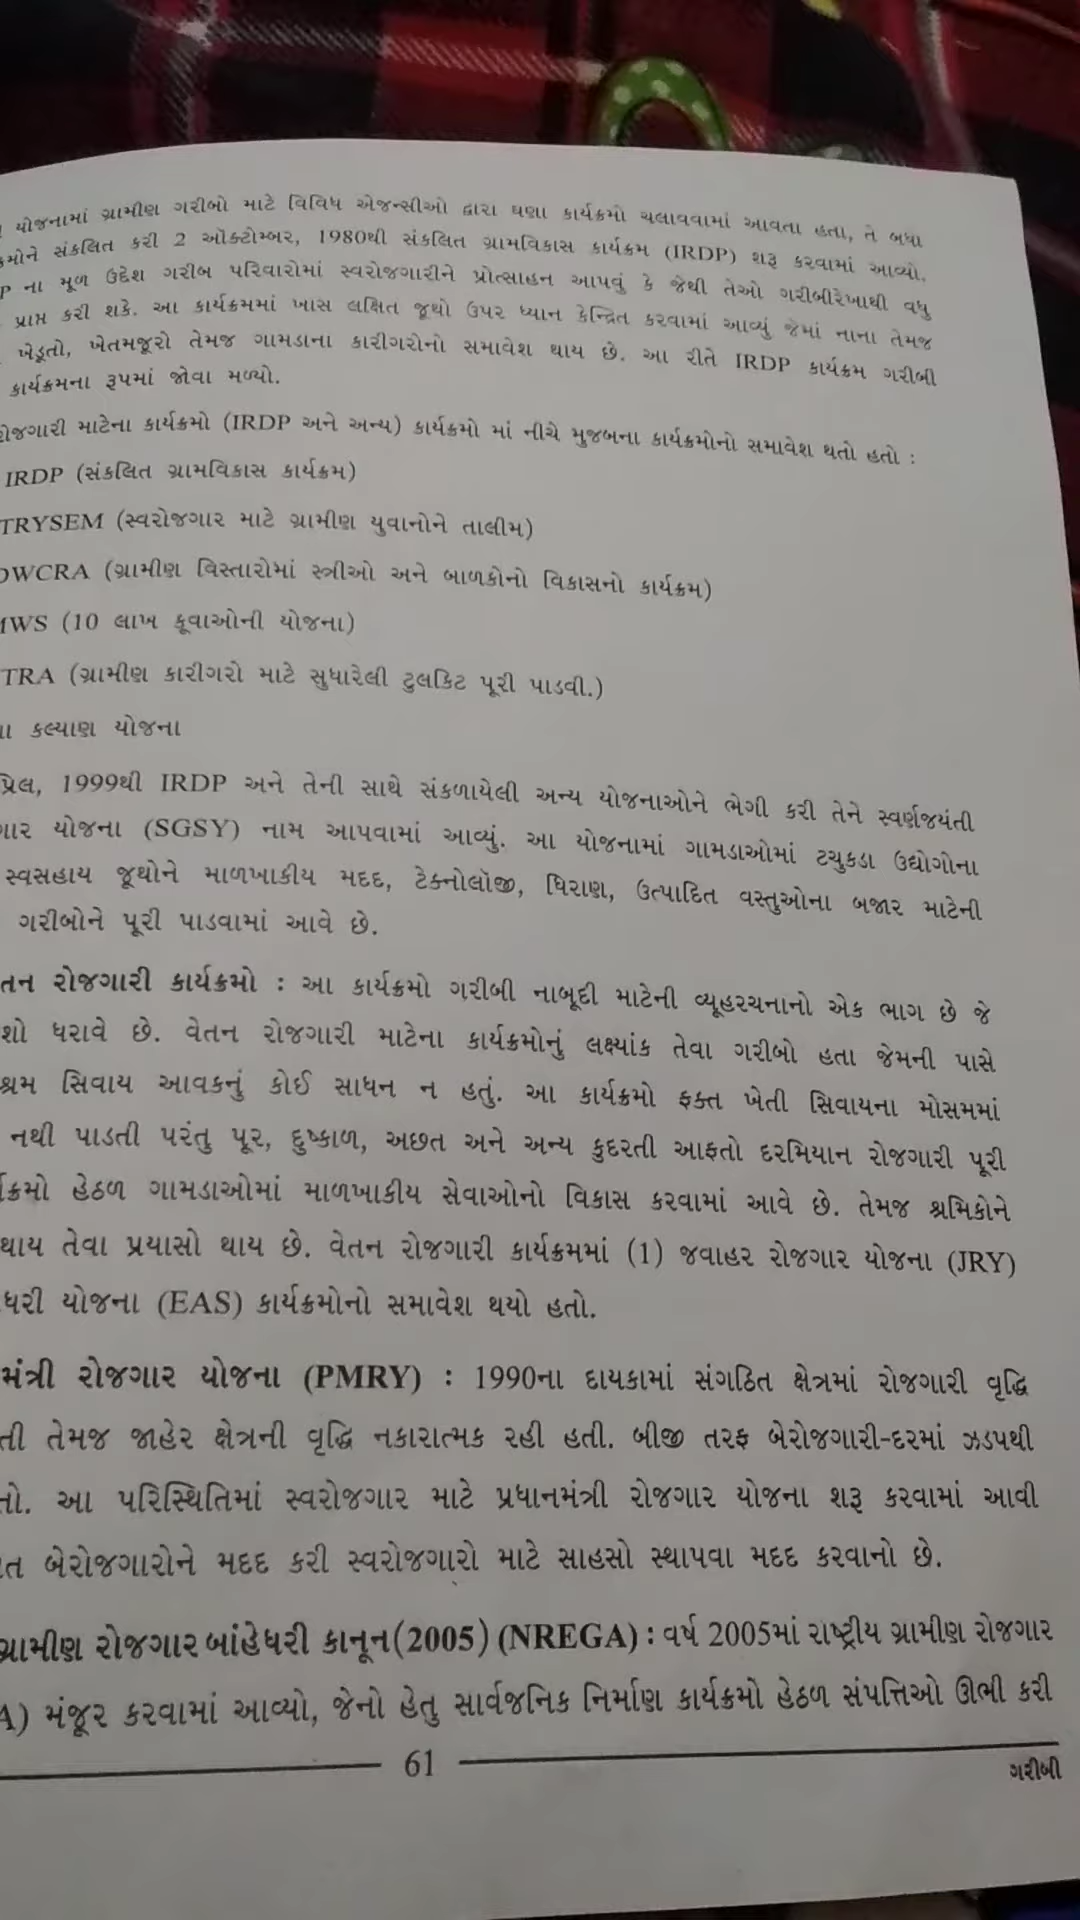 યોજનામાં ગ્રામીણ ગરીબો માટે વિવિધ એજન્સીઓ દ્વારા ઘણા કાર્યક્રમો ચલાવવામાં આવતા હતા, તે બધા
ક્રમોને સંકલિત કરી 2 ઑક્ટોમ્બર, 1980થી સંકલિત ગ્રામવિકાસ કાર્યક્રમ (IRDP) શરૂ કરવામાં આવ્યો.
P ના મૂળ ઉદ્દેશ ગરીબ પરિવારોમાં સ્વરોજગારીને પ્રોત્સાહન આપવું કે જેથી તેઓ ગરીબીરેખાથી વધુ
પ્રાપ્ત કરી શકે. આ કાર્યક્રમમાં ખાસ લક્ષિત જૂથો ઉપર ધ્યાન કેન્દ્રિત કરવામાં આવ્યું જેમાં નાના તેમજ
ખેડૂતો, ખેતમજૂરો તેમજ ગામડાના કારીગરોનો સમાવેશ થાય છે. આ રીતે IRDP કાર્યક્રમ ગરીબી
કાર્યક્રમના રૂપમાં જોવા મળ્યો.
રોજગારી માટેના કાર્યક્રમો (IRDP અને અન્ય) કાર્યક્રમો માં નીચે મુજબના કાર્યક્રમોનો સમાવેશ થતો હતો :
IRDP (સંકલિત ગ્રામવિકાસ કાર્યક્રમ)
TRYSEM (સ્વરોજગાર માટે ગ્રામીણ યુવાનોને તાલીમ)
DWCRA (ગ્રામીણ વિસ્તારોમાં સ્ત્રીઓ અને બાળકોનો વિકાસનો કાર્યક્રમ)
MWS (10 લાખ કૂવાઓની યોજના)
TRA (ગ્રામીણ કારીગરો માટે સુધારેલી ટુલકિટ પૂરી પાડવી.)
ા કલ્યાણ યોજના
પ્રિલ, 1999થી IRDP અને તેની સાથે સંકળાયેલી અન્ય યોજનાઓને ભેગી કરી તેને સ્વર્ણજયંતી
ગાર યોજના (SGSY) નામ આપવામાં આવ્યું. આ યોજનામાં ગામડાઓમાં ટચુકડા ઉદ્યોગોના
સ્વસહાય જૂથોને માળખાકીય મદદ, ટેક્નોલૉજી, ધિરાણ, ઉત્પાદિત વસ્તુઓના બજાર માટેની
ગરીબોને પૂરી પાડવામાં આવે છે.
તન રોજગારી કાર્યક્રમો : આ કાર્યક્રમો ગરીબી નાબૂદી માટેની વ્યૂહરચનાનો એક ભાગ છે જે
શો ધરાવે છે. વેતન રોજગારી માટેના કાર્યક્રમોનું લક્ષ્યાંક તેવા ગરીબો હતા જેમની પાસે
શ્રમ સિવાય આવકનું કોઈ સાધન ન હતું. આ કાર્યક્રમો ફક્ત ખેતી સિવાયના મોસમમાં
નથી પાડતી પરંતુ પૂર, દુષ્કાળ, અછત અને અન્ય કુદરતી આફતો દરમિયાન રોજગારી પૂરી
ર્યક્રમો હેઠળ ગામડાઓમાં માળખાકીય સેવાઓનો વિકાસ કરવામાં આવે છે. તેમજ શ્રમિકોને
થાય તેવા પ્રયાસો થાય છે. વેતન રોજગારી કાર્યક્રમમાં (1) જવાહર રોજગાર યોજના (JRY)
ધરી યોજના (EAS) કાર્યક્રમોનો સમાવેશ થયો હતો.
મંત્રી રોજગાર યોજના (PMRY) : 1990ના દાયકામાં સંગઠિત ક્ષેત્રમાં રોજગારી વૃદ્ધિ
તી તેમજ જાહેર ક્ષેત્રની વૃદ્ધિ નકારાત્મક રહી હતી. બીજી તરફ બેરોજગારી-દરમાં ઝડપથી
તો. આ પરિસ્થિતિમાં સ્વરોજગાર માટે પ્રધાનમંત્રી રોજગાર યોજના શરૂ કરવામાં આવી
ત બેરોજગારોને મદદ કરી સ્વરોજગારો માટે સાહસો સ્થાપવા મદદ કરવાનો છે.
ગ્રામીણ રોજગાર બાંહેધરી કાનૂન(2005) (NREGA) : વર્ષ 2005માં રાષ્ટ્રીય ગ્રામીણ રોજગાર
A) મંજૂર કરવામાં આવ્યો, જેનો હેતુ સાર્વજનિક નિર્માણ કાર્યક્રમો હેઠળ સંપત્તિઓ ઊભી કરી
61
ગરીબી